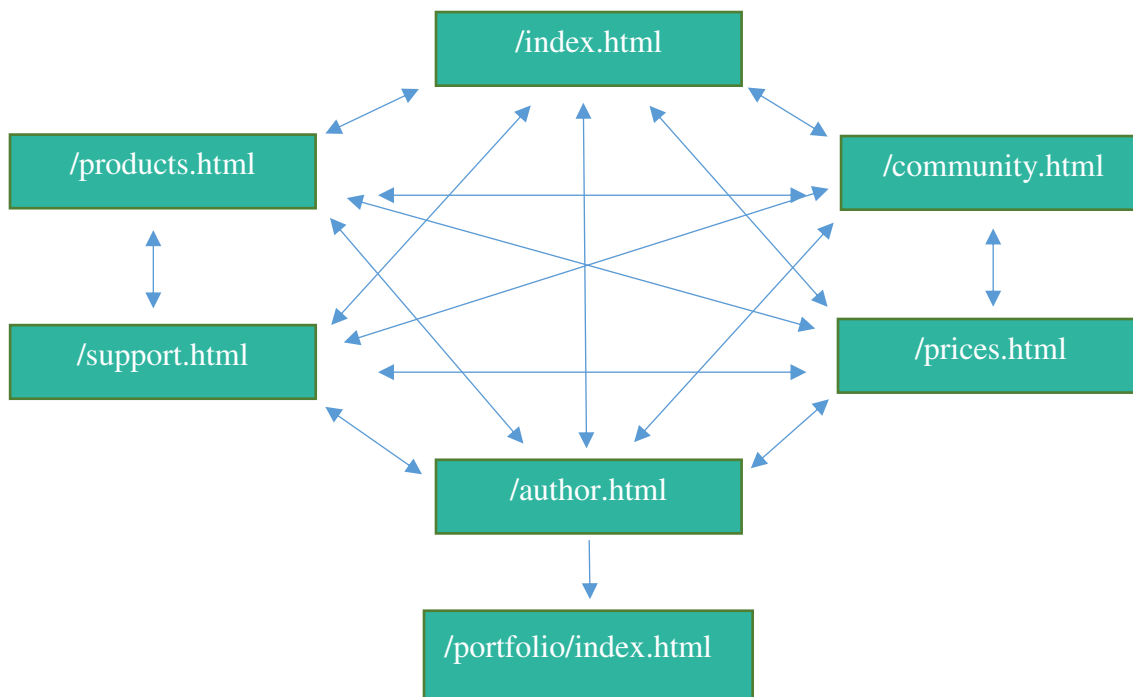 /index.html
/products.html
/community.html
/support.html
/prices.html
/author.html
/portfolio/index.html